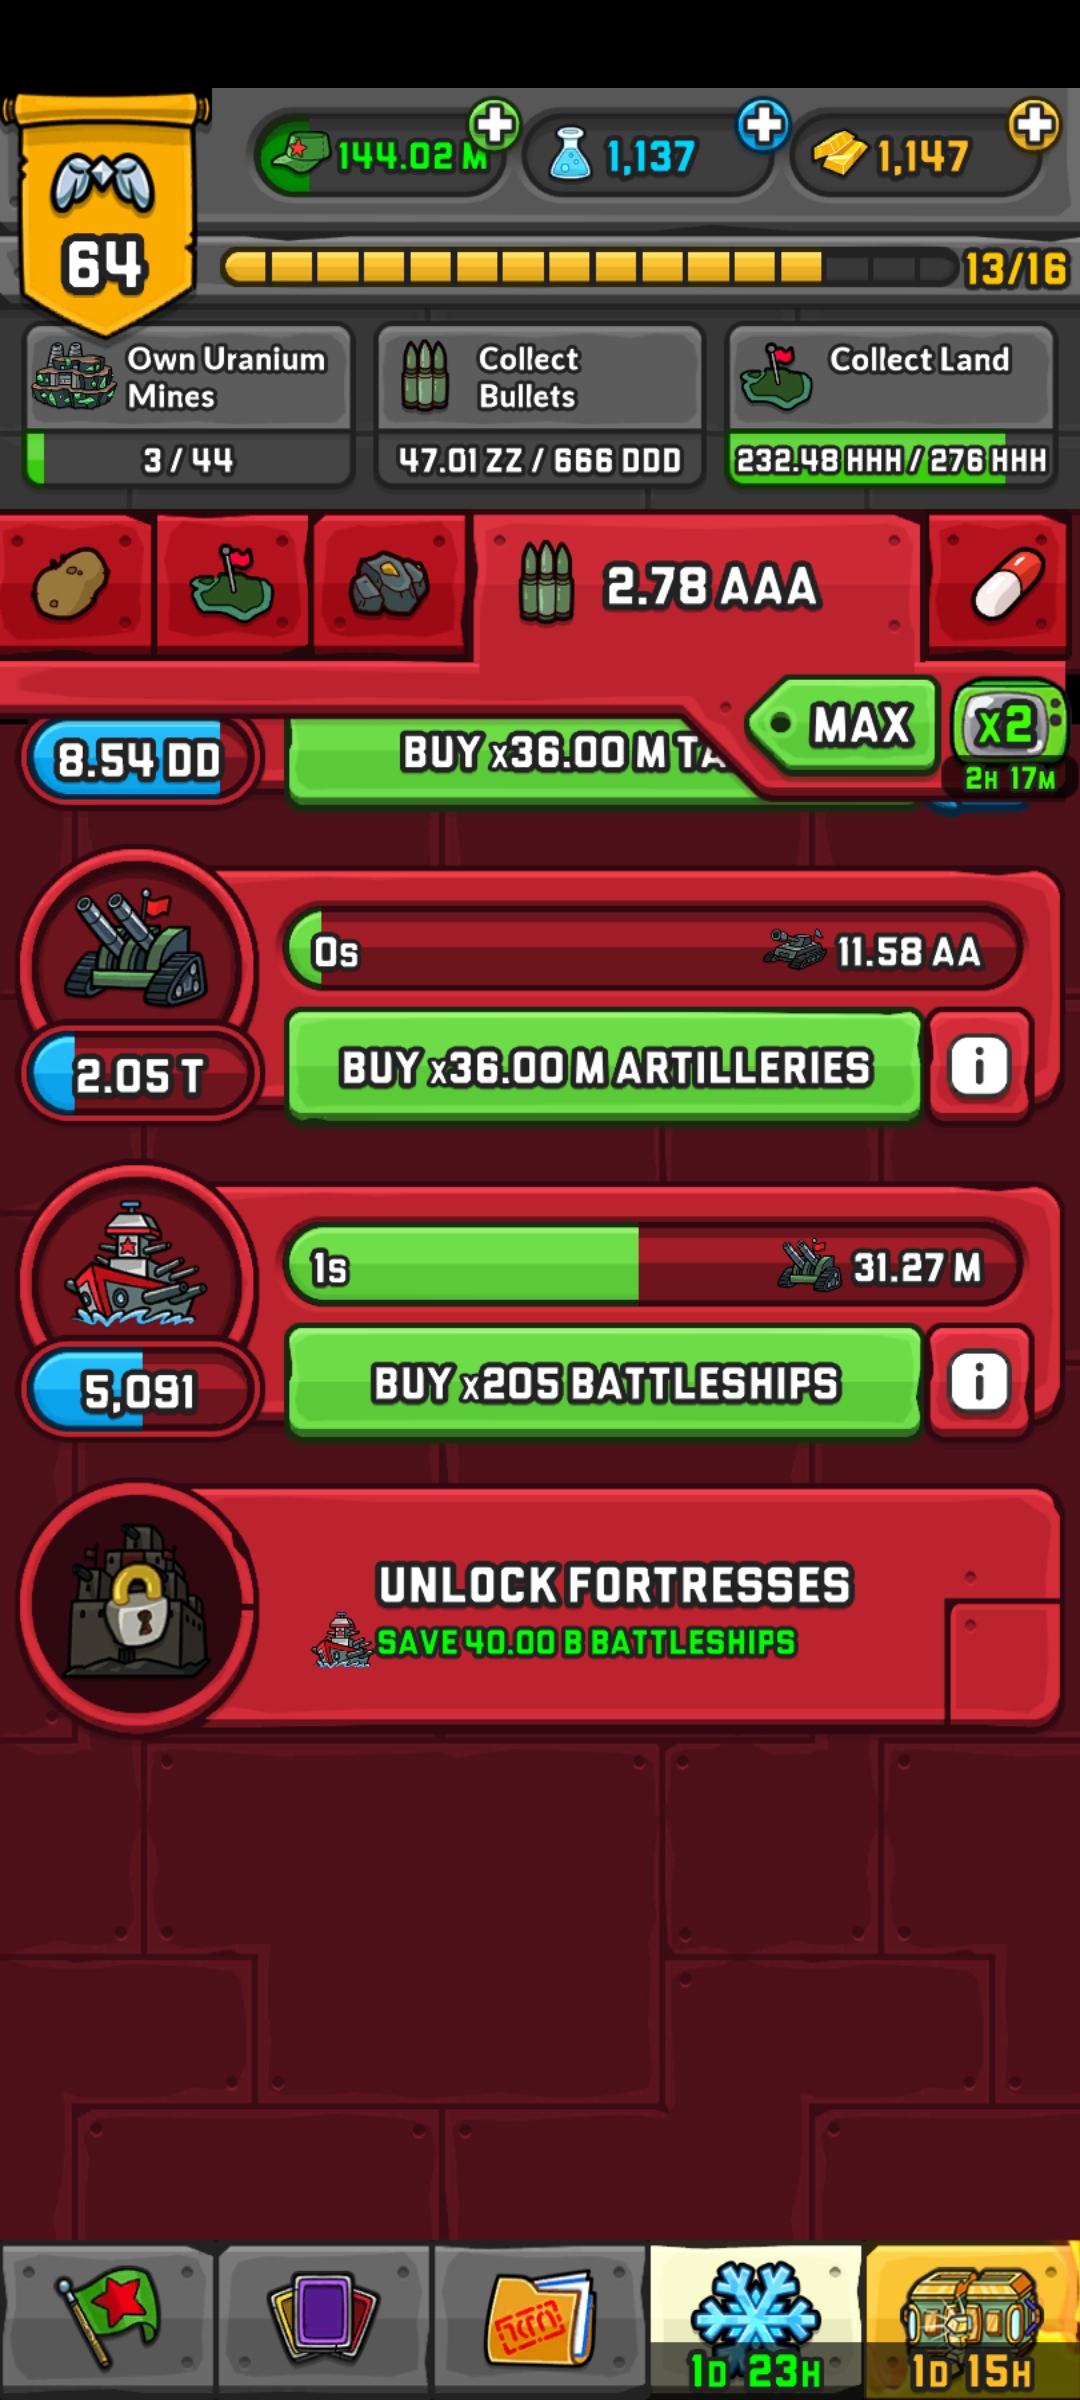 144.02 M
1,137
1,147
64
13/16
Own Uranium
Mines
3 / 44
Collect
Bullets
47.01 ZZ / 666 DDD
Collect Land
232.48 HHH / 276 HHH
2.78 AAA
MAX
x2
2H 17M
8.54 DD
BUY x36.00 M TA
0s
11.58 AA
2.05 T
BUY x36.00 M ARTILLERIES
i
1s
31.27 M
5,091
BUY x205 BATTLESHIPS
i
UNLOCK FORTRESSES
SAVE 40.00 B BATTLESHIPS
1D 23H
1D 15H